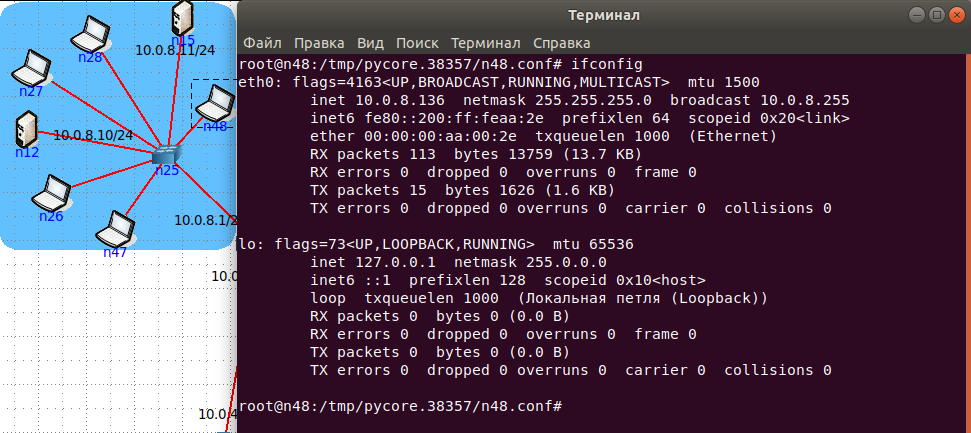 n15
n28
10.0.8.11/24
n27
n48
n12
10.0.8.10/24
n25
n26
10.0.8.1/2
n47
10.0
10.0.4
Терминал
Файл Правка Вид Поиск Терминал Справка
root@n48:/tmp/pycore.38357/n48.conf# ifconfig
eth0: flags=4163<UP,BROADCAST,RUNNING,MULTICAST>  mtu 1500
        inet 10.0.8.136  netmask 255.255.255.0  broadcast 10.0.8.255
        inet6 fe80::200:ff:feaa:2e  prefixlen 64  scopeid 0x20<link>
        ether 00:00:00:aa:00:2e  txqueuelen 1000  (Ethernet)
        RX packets 113  bytes 13759 (13.7 KB)
        RX errors 0  dropped 0  overruns 0  frame 0
        TX packets 15  bytes 1626 (1.6 KB)
        TX errors 0  dropped 0 overruns 0  carrier 0  collisions 0
lo: flags=73<UP,LOOPBACK,RUNNING>  mtu 65536
        inet 127.0.0.1  netmask 255.0.0.0
        inet6 ::1  prefixlen 128  scopeid 0x10<host>
        loop  txqueuelen 1000  (Локальная петля (Loopback))
        RX packets 0  bytes 0 (0.0 B)
        RX errors 0  dropped 0  overruns 0  frame 0
        TX packets 0  bytes 0 (0.0 B)
        TX errors 0  dropped 0 overruns 0  carrier 0  collisions 0
root@n48:/tmp/pycore.38357/n48.conf#